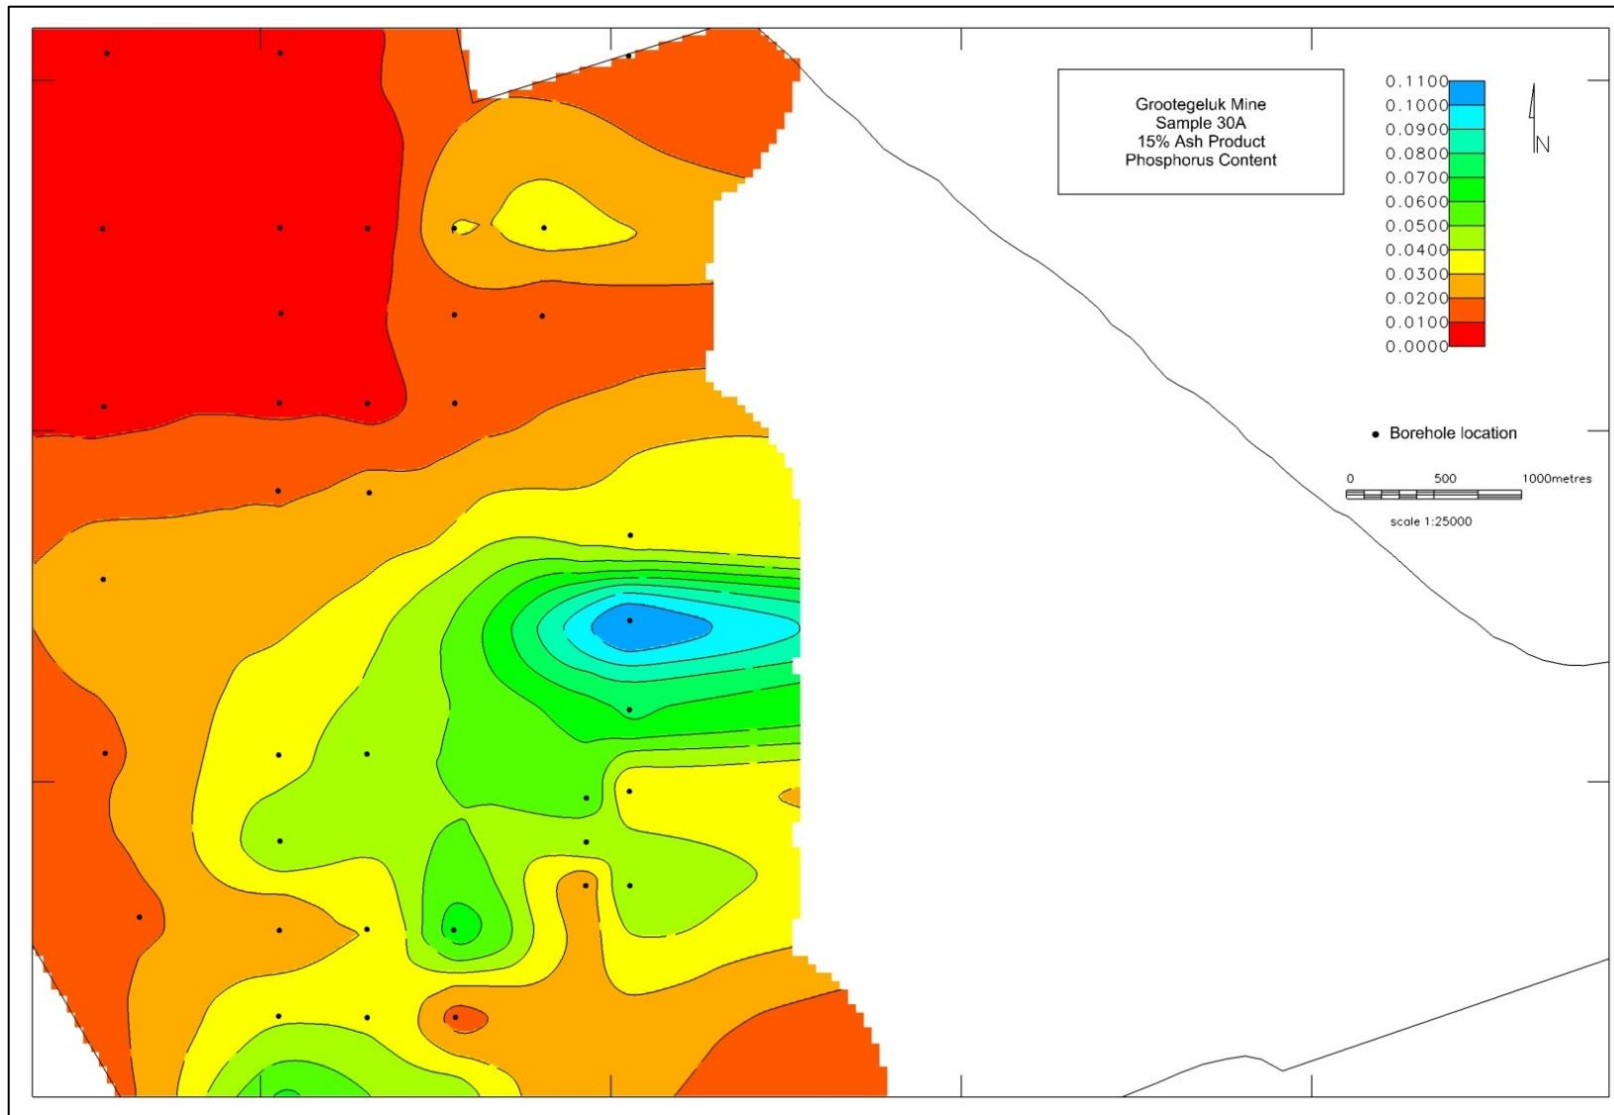 Grootegeluk Mine
Sample 30A
15% Ash Product
Phosphorus Content
0.1100
0.1000
0.0900
0.0800
0.0700
0.0600
0.0500
0.0400
0.0300
0.0200
0.0100
0.0000
N
Borehole location
0 500 1000metres
scale 1:25000